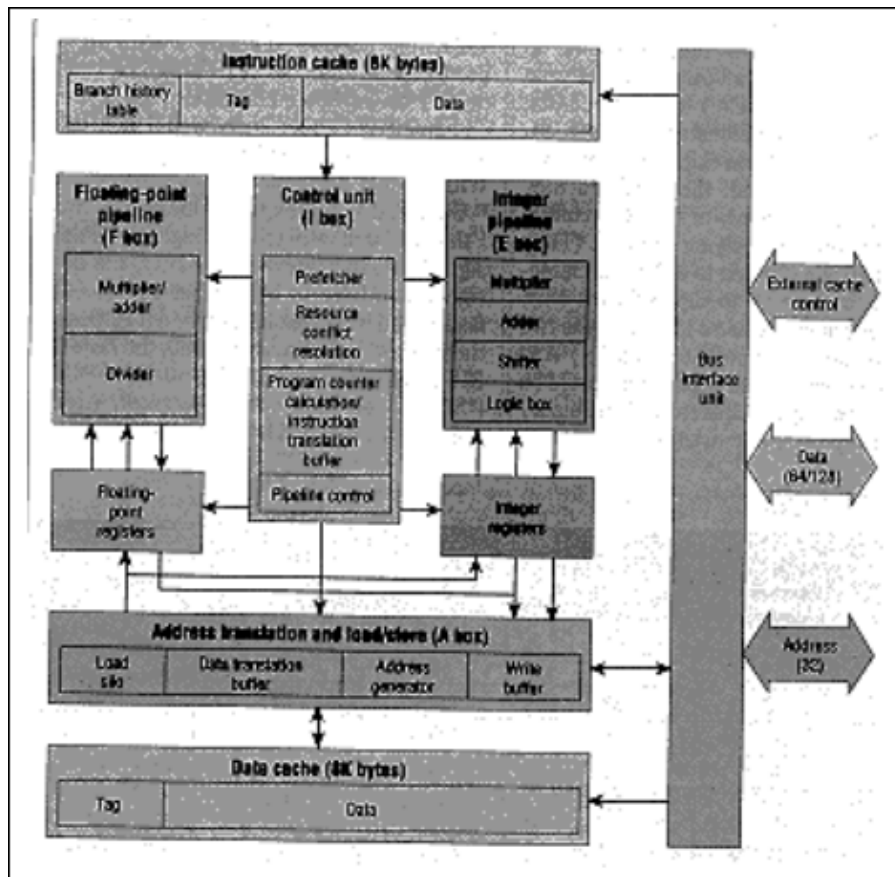 Instruction cache (8K bytes)
Branch history
table
Tag
Data
Floating-point
pipeline
(F box)
Multiplier/
adder
Divider
Control unit
(I box)
Prefetcher
Resource
conflict
resolution
Program counter
calculation/
instruction
translation
buffer
Pipeline control
Integer
pipeline
(E box)
Multiplier
Adder
Shifter
Logic box
Floating-
point
registers
Integer
registers
Address translation and load/store (A box)
Load
silo
Data translation
buffer
Address
generator
Write
buffer
Data cache (8K bytes)
Tag
Data
Bus
interface
unit
External cache
control
Data
(64/128)
Address
(32)